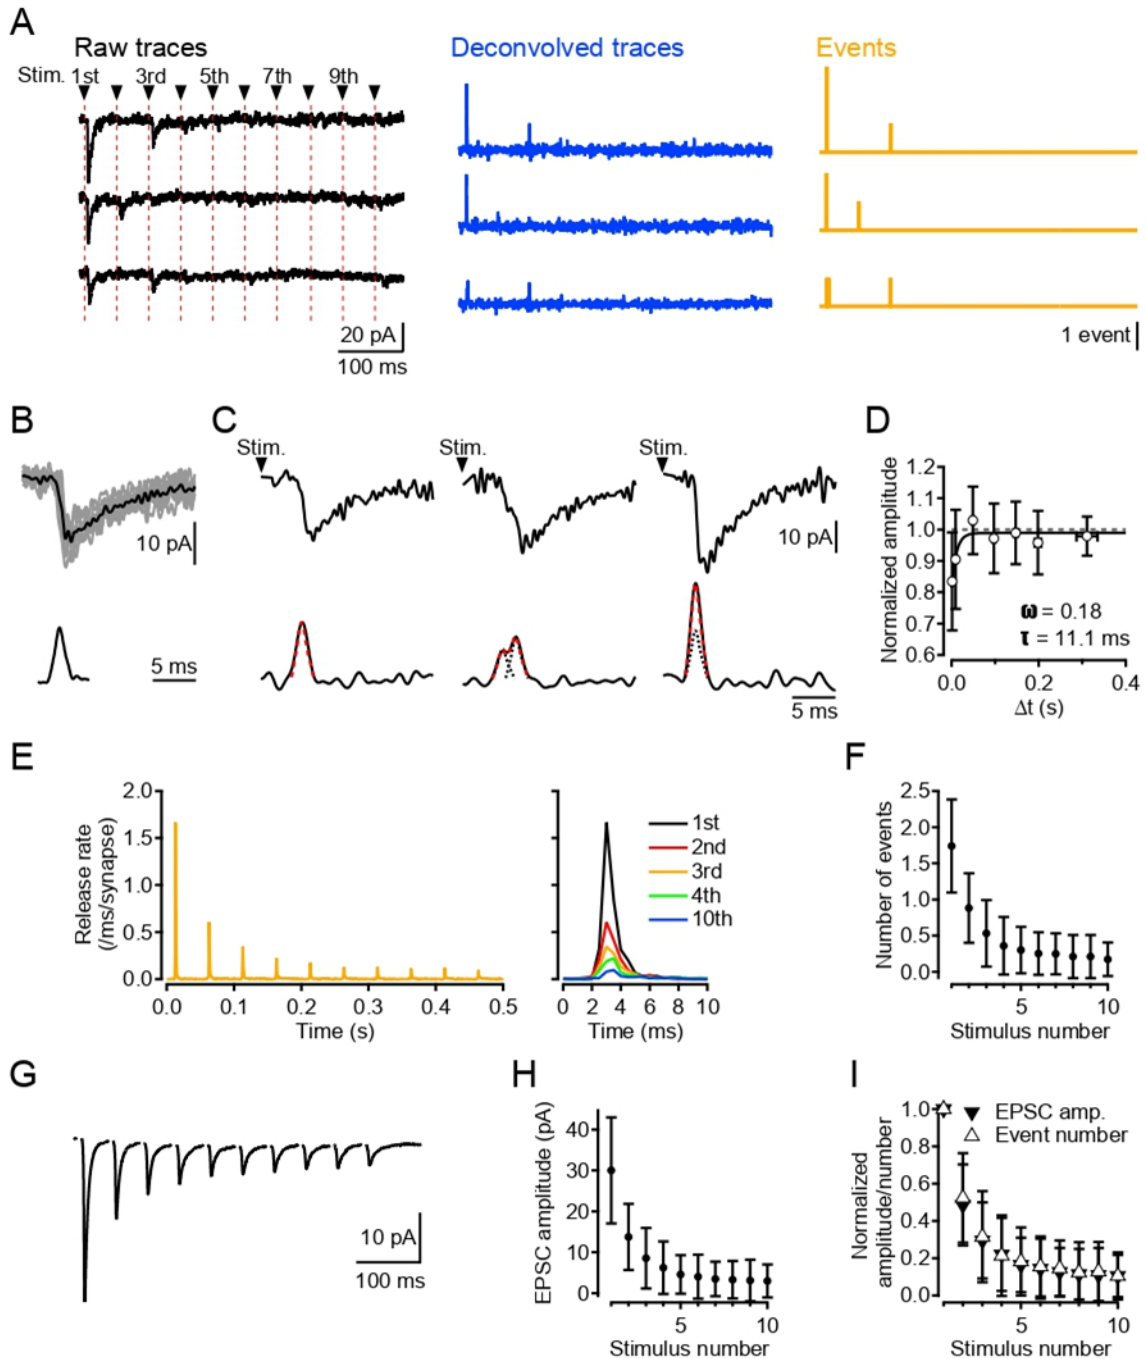 A
Raw traces
Deconvolved traces
Events
Stim. 1st 3rd 5th 7th 9th
20 pA
100 ms
1 event
B
C
D
Stim.
Stim.
Stim.
10 pA
10 pA
5 ms
5 ms
Normalized amplitude
1.2
1.1
1.0
0.9
0.8
0.7
0.6
ω = 0.18
τ = 11.1 ms
0.0 0.2 0.4
Δt (s)
E
Release rate
(/ms/synapse)
2.0
1.5
1.0
0.5
0.0
0.0 0.1 0.2 0.3 0.4 0.5
Time (s)
1st
2nd
3rd
4th
10th
0 2 4 6 8 10
Time (ms)
F
Number of events
2.5
2.0
1.5
1.0
0.5
0.0
5 10
Stimulus number
G
10 pA
100 ms
H
EPSC amplitude (pA)
40
30
20
10
0
5 10
Stimulus number
I
Normalized
amplitude/number
1.0
0.8
0.6
0.4
0.2
0.0
EPSC amp.
Event number
5 10
Stimulus number